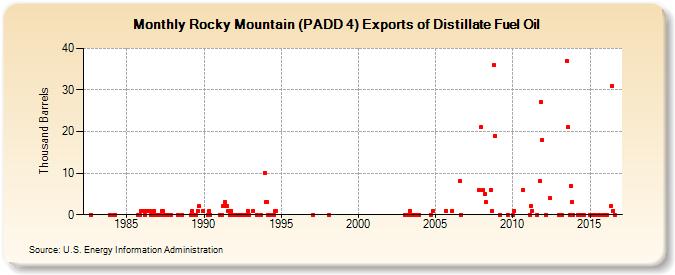 Monthly Rocky Mountain (PADD 4) Exports of Distillate Fuel Oil
Thousand Barrels
40
30
20
10
0
1985 1990 1995 2000 2005 2010 2015
Source: U.S. Energy Information Administration